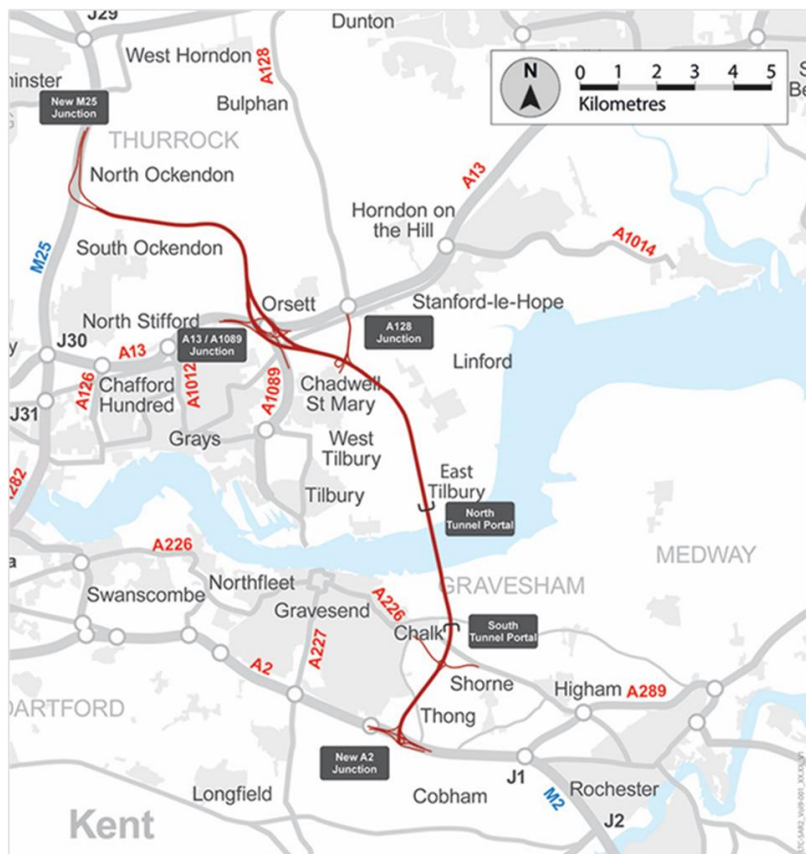 J29
Dunton
West Horndon
A128
N
0 1 2 3 4 5
Kilometres
minster
New M25
Junction
Bulphan
THURROCK
North Ockendon
A13
Horndon on
the Hill
A1014
M25
South Ockendon
Orsett
Stanford-le-Hope
North Stifford
A13 / A1089
Junction
A128
Junction
J30
A13
Linford
A126
Chafford
Hundred
A1012
A1089
Chadwell
St Mary
J31
Grays
West
Tilbury
East
Tilbury
Tilbury
North
Tunnel Portal
A282
A226
MEDWAY
Northfleet
GRAVESHAM
Swanscombe
Gravesend
A226
Chalk
South
Tunnel Portal
A227
A2
Shorne
Higham
A289
DARTFORD
Thong
New A2
Junction
J1
M2
Longfield
Cobham
Rochester
J2
Kent